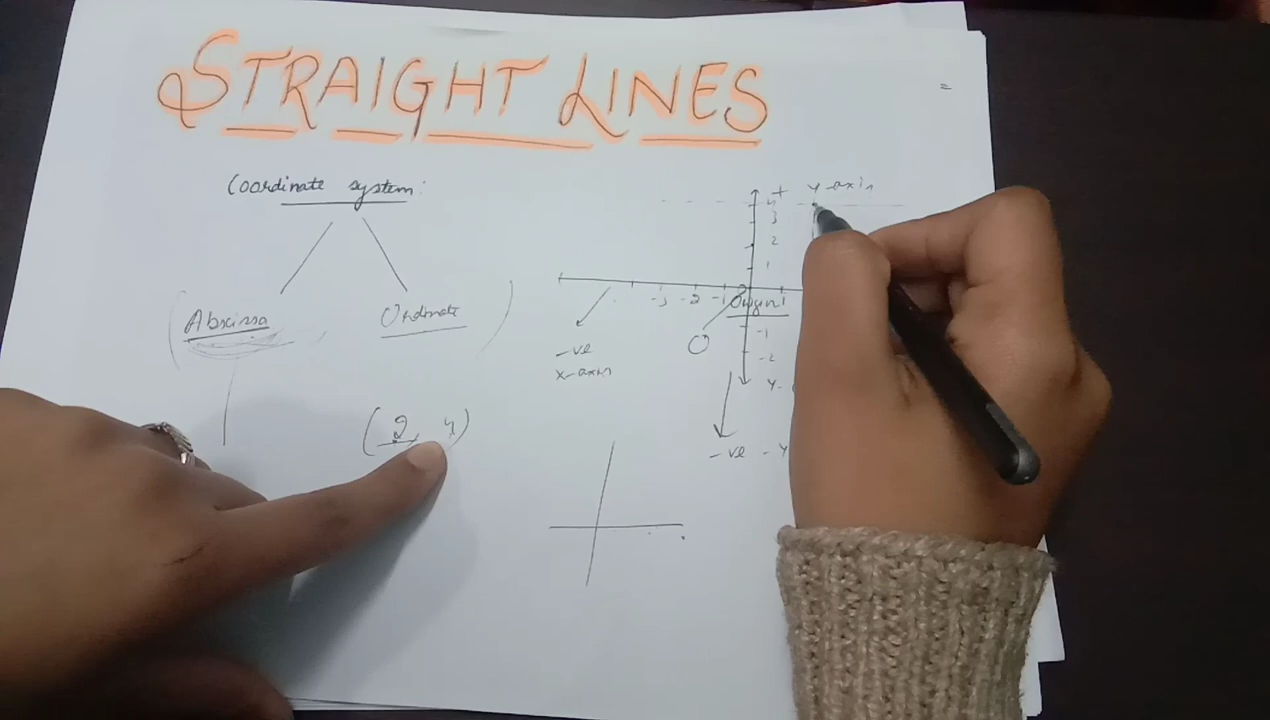 STRAIGHT LINES
=
Coordinate system:
+ y-axis
4
3
2
1
Abscissa
Ordinate
-3 -2 -1 Origin 1
-1
-2
-ve
x-axis
O
y-
(2, 4)
-ve - y